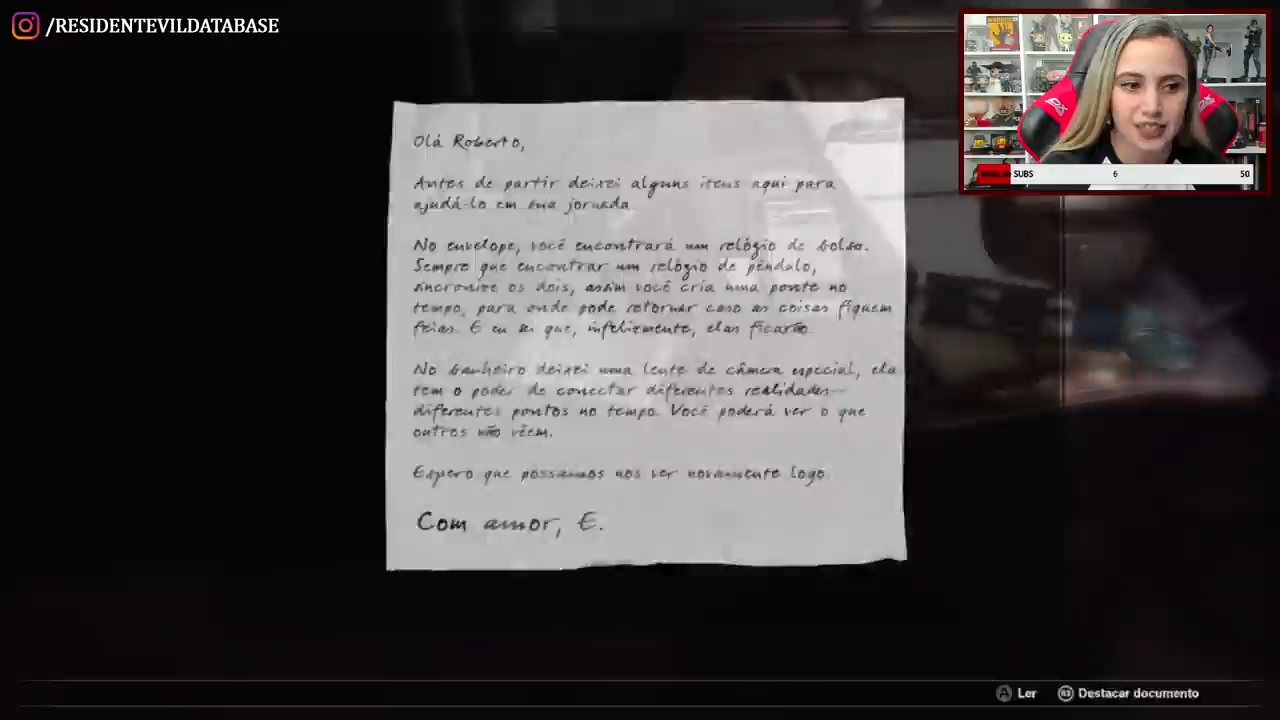 /RESIDENTEVILDATABASE
SUBS 6 50
Olá Roberto,
Antes de partir deixei alguns itens aqui para
ajudá-lo em sua jornada.
No envelope, você encontrará um relógio de bolso.
Sempre que encontrar um relógio de pêndulo,
sincronize os dois, assim você cria uma ponte no
tempo, para onde pode retornar caso as coisas fiquem
feias. E eu sei que, infelizmente, elas ficarão.
No banheiro deixei uma lente de câmera especial, ela
tem o poder de conectar diferentes realidades—
diferentes pontos no tempo. Você poderá ver o que
outros não vêem.
Espero que possamos nos ver novamente logo.
Com amor, E.
A Ler R3 Destacar documento